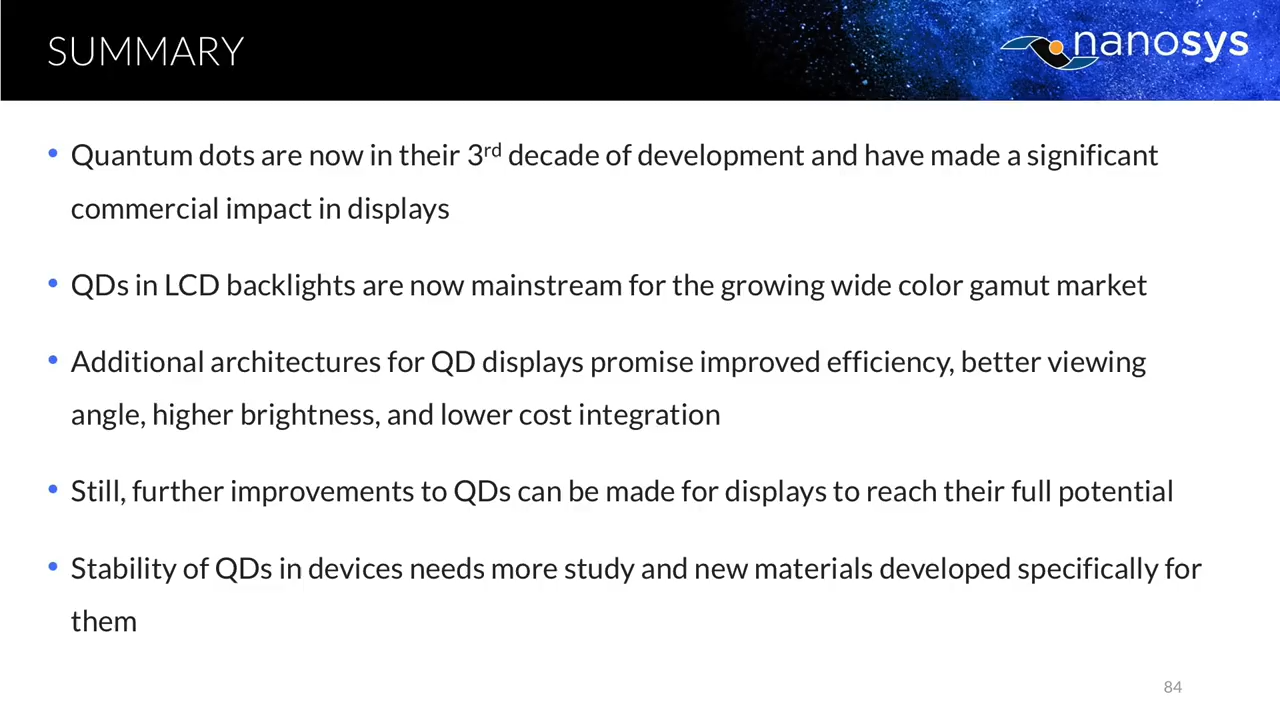 SUMMARY
nanosys
• Quantum dots are now in their 3rd decade of development and have made a significant
commercial impact in displays
• QDs in LCD backlights are now mainstream for the growing wide color gamut market
• Additional architectures for QD displays promise improved efficiency, better viewing
angle, higher brightness, and lower cost integration
• Still, further improvements to QDs can be made for displays to reach their full potential
• Stability of QDs in devices needs more study and new materials developed specifically for
them
84